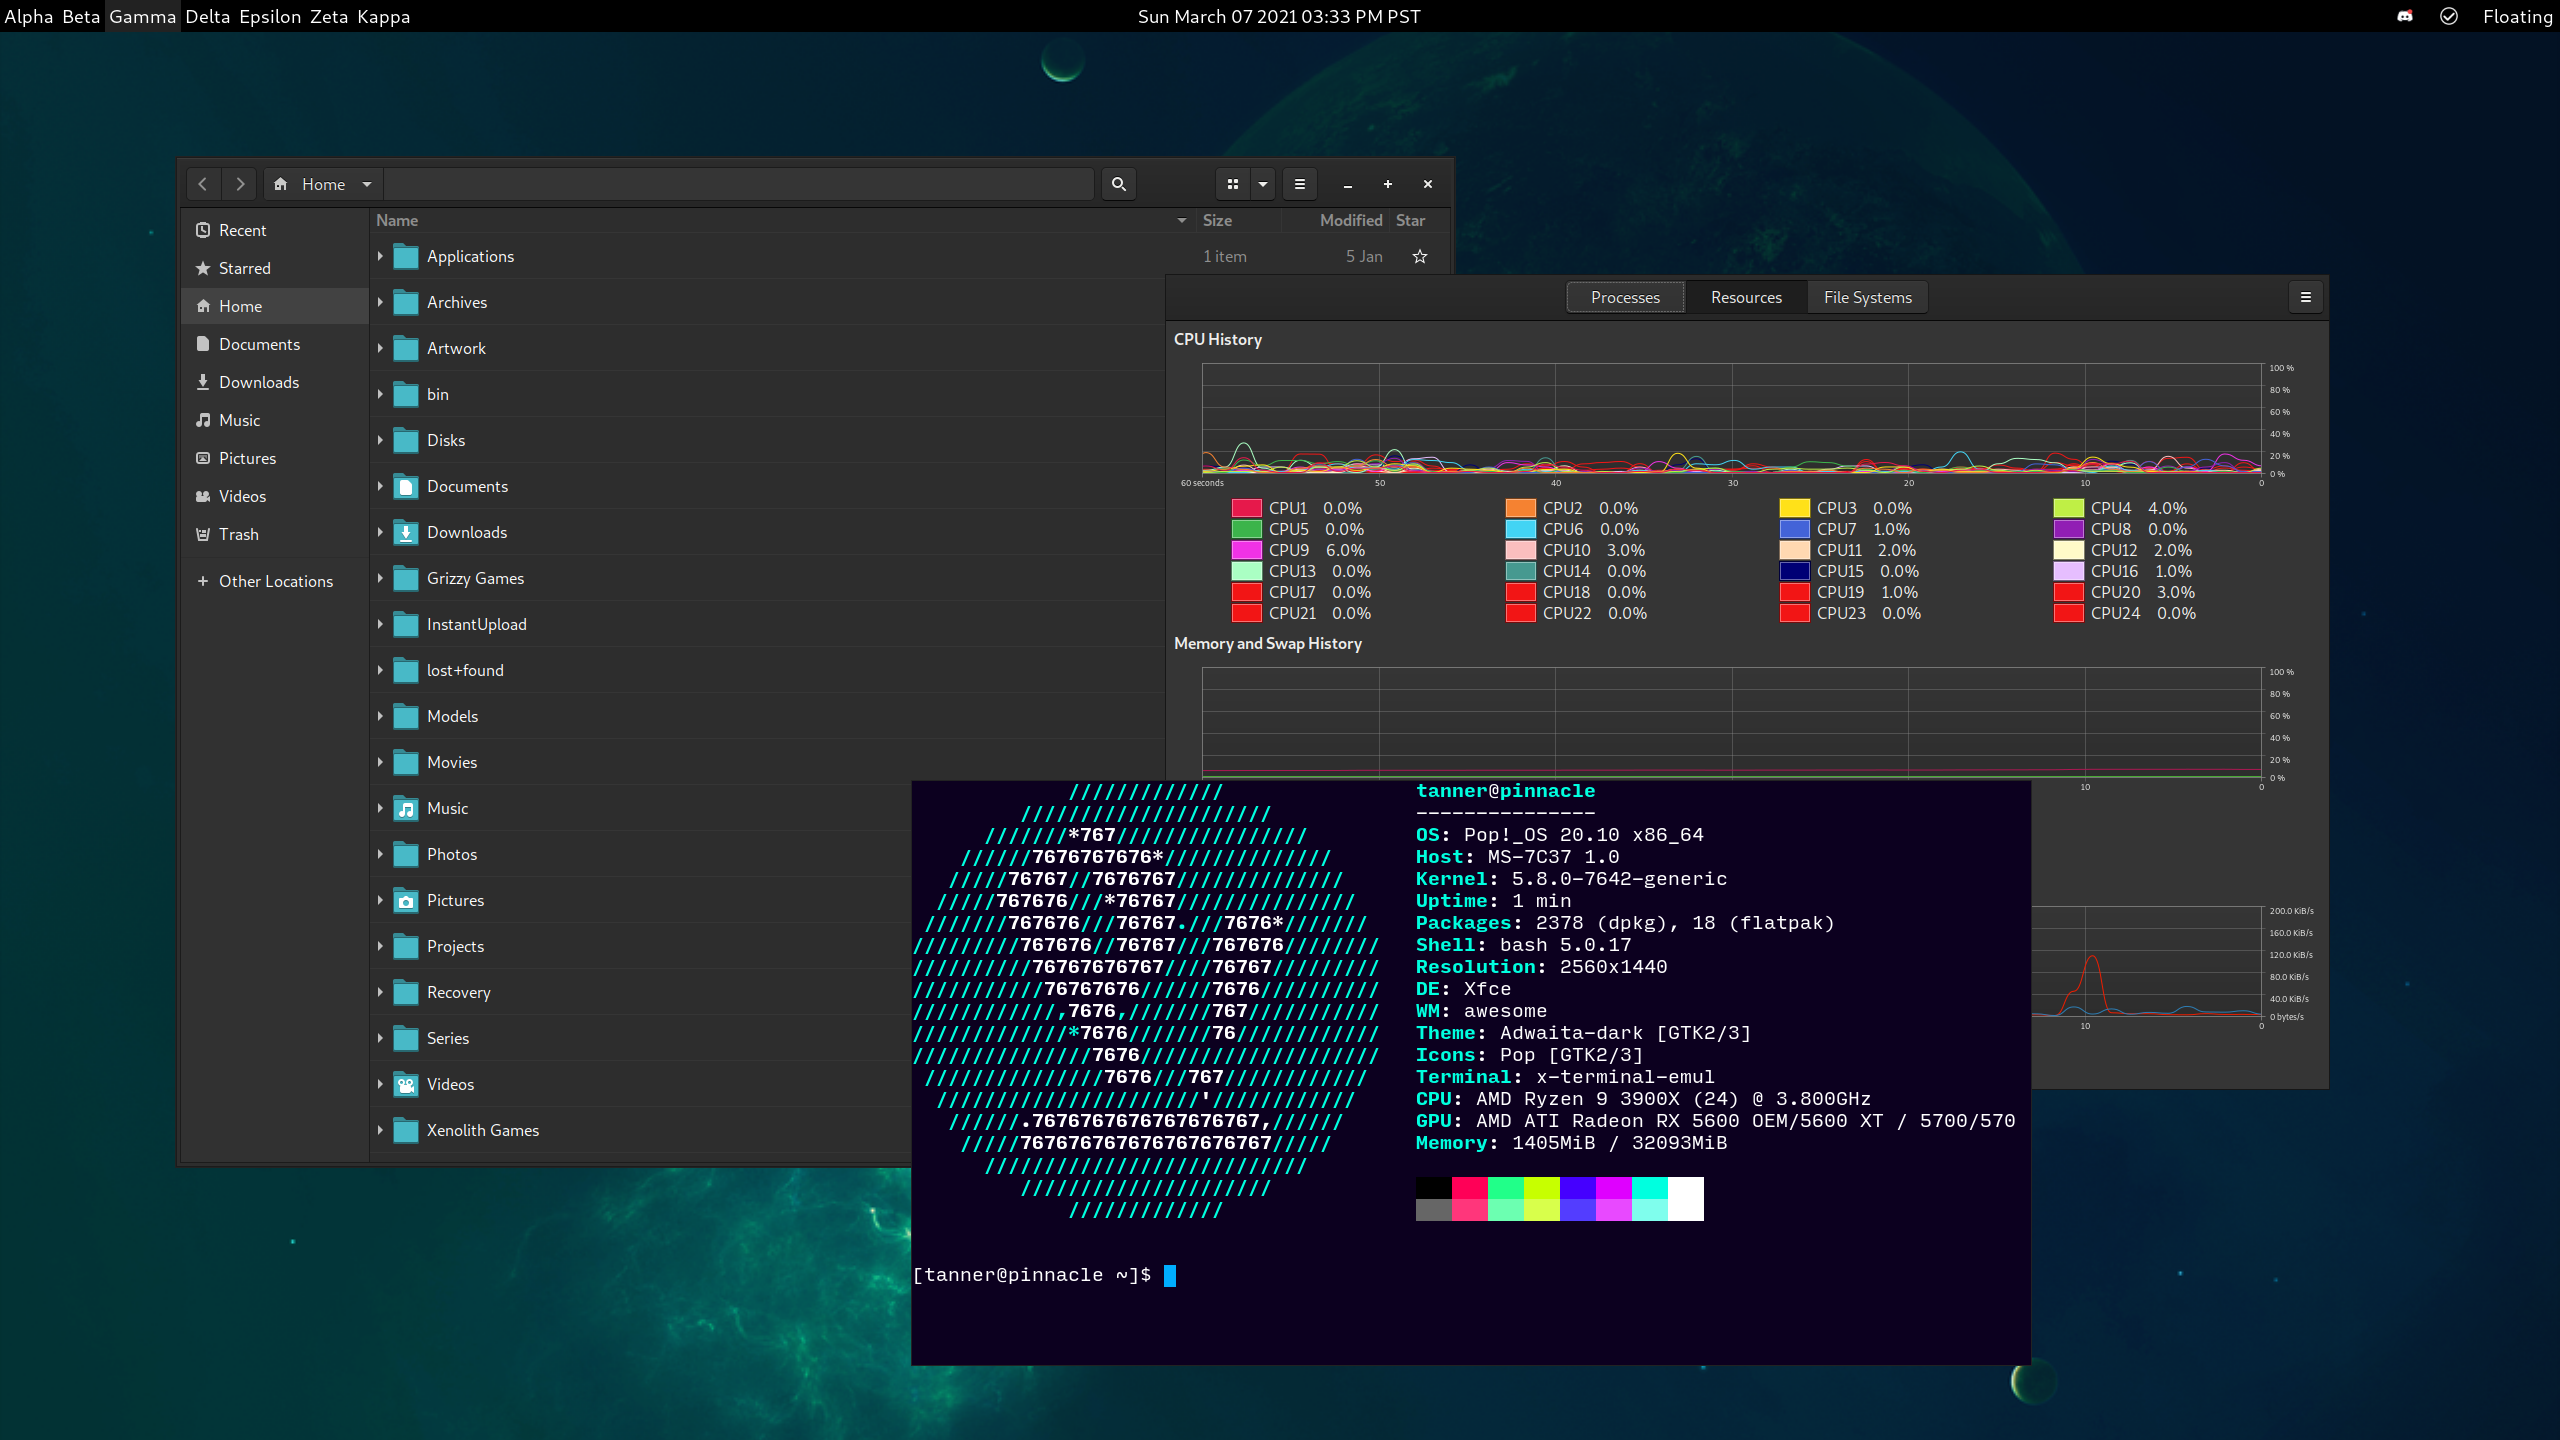 Alpha Beta Gamma Delta Epsilon Zeta Kappa
Sun March 07 2021 03:33 PM PST
Floating
Home
Name Size Modified Star
Recent
Starred
Home
Documents
Downloads
Music
Pictures
Videos
Trash
Other Locations
Applications 1 item 5 Jan
Archives
Artwork
bin
Disks
Documents
Downloads
Grizzy Games
InstantUpload
lost+found
Models
Movies
Music
Photos
Pictures
Projects
Recovery
Series
Videos
Xenolith Games
Processes Resources File Systems
CPU History
100 %
80 %
60 %
40 %
20 %
0 %
60 seconds 50 40 30 20 10 0
CPU1 0.0% CPU2 0.0% CPU3 0.0% CPU4 4.0%
CPU5 0.0% CPU6 0.0% CPU7 1.0% CPU8 0.0%
CPU9 6.0% CPU10 3.0% CPU11 2.0% CPU12 2.0%
CPU13 0.0% CPU14 0.0% CPU15 0.0% CPU16 1.0%
CPU17 0.0% CPU18 0.0% CPU19 1.0% CPU20 3.0%
CPU21 0.0% CPU22 0.0% CPU23 0.0% CPU24 0.0%
Memory and Swap History
100 %
80 %
60 %
40 %
20 %
0 %
10 0
200.0 KiB/s
160.0 KiB/s
120.0 KiB/s
80.0 KiB/s
40.0 KiB/s
0 bytes/s
10 0
/////////////
/////////////////////
///////*767////////////////
//////7676767676*//////////////
/////76767//7676767//////////////
/////767676///*76767///////////////
///////767676///76767.///7676*///////
/////////767676//76767///767676////////
//////////76767676767////76767/////////
///////////76767676//////7676//////////
////////////,7676,///////767///////////
/////////////*7676///////76////////////
///////////////7676////////////////////
///////////////7676///767////////////
//////////////////////'////////////
//////.7676767676767676767,//////
/////767676767676767676767/////
///////////////////////////
/////////////////////
/////////////
tanner@pinnacle
---------------
OS: Pop!_OS 20.10 x86_64
Host: MS-7C37 1.0
Kernel: 5.8.0-7642-generic
Uptime: 1 min
Packages: 2378 (dpkg), 18 (flatpak)
Shell: bash 5.0.17
Resolution: 2560x1440
DE: Xfce
WM: awesome
Theme: Adwaita-dark [GTK2/3]
Icons: Pop [GTK2/3]
Terminal: x-terminal-emul
CPU: AMD Ryzen 9 3900X (24) @ 3.800GHz
GPU: AMD ATI Radeon RX 5600 OEM/5600 XT / 5700/570
Memory: 1405MiB / 32093MiB
[tanner@pinnacle ~]$